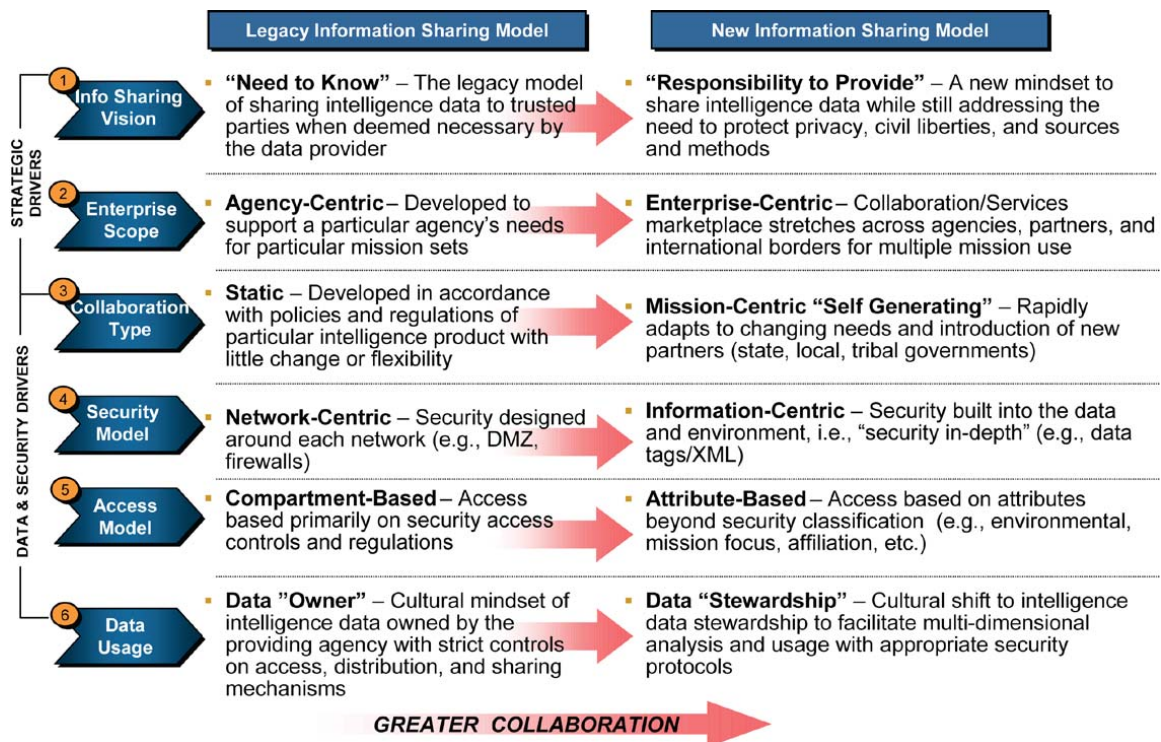 Legacy Information Sharing Model
New Information Sharing Model
STRATEGIC
DRIVERS
DATA & SECURITY DRIVERS
1
Info Sharing
Vision
▪ “Need to Know” – The legacy model
of sharing intelligence data to trusted
parties when deemed necessary by
the data provider
▪ “Responsibility to Provide” – A new mindset to
share intelligence data while still addressing the
need to protect privacy, civil liberties, and sources
and methods
2
Enterprise
Scope
▪ Agency-Centric – Developed to
support a particular agency’s needs
for particular mission sets
▪ Enterprise-Centric – Collaboration/Services
marketplace stretches across agencies, partners, and
international borders for multiple mission use
3
Collaboration
Type
▪ Static – Developed in accordance
with policies and regulations of
particular intelligence product with
little change or flexibility
▪ Mission-Centric “Self Generating” – Rapidly
adapts to changing needs and introduction of new
partners (state, local, tribal governments)
4
Security
Model
▪ Network-Centric – Security designed
around each network (e.g., DMZ,
firewalls)
▪ Information-Centric – Security built into the data
and environment, i.e., “security in-depth” (e.g., data
tags/XML)
5
Access
Model
▪ Compartment-Based – Access
based primarily on security access
controls and regulations
▪ Attribute-Based – Access based on attributes
beyond security classification (e.g., environmental,
mission focus, affiliation, etc.)
6
Data
Usage
▪ Data ”Owner” – Cultural mindset of
intelligence data owned by the
providing agency with strict controls
on access, distribution, and sharing
mechanisms
▪ Data “Stewardship” – Cultural shift to intelligence
data stewardship to facilitate multi-dimensional
analysis and usage with appropriate security
protocols
GREATER COLLABORATION